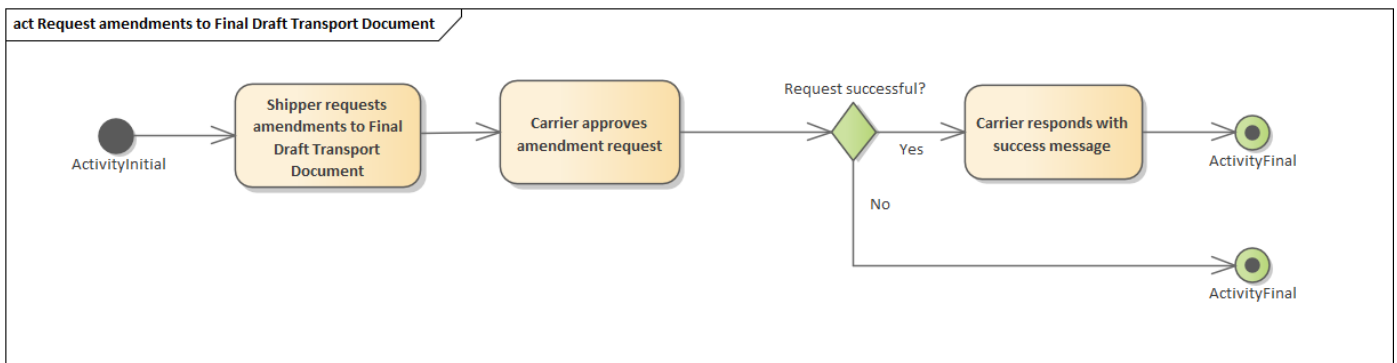 act Request amendments to Final Draft Transport Document
ActivityInitial
Shipper requests
amendments to Final
Draft Transport
Document
Carrier approves
amendment request
Request successful?
Yes
No
Carrier responds with
success message
ActivityFinal
ActivityFinal